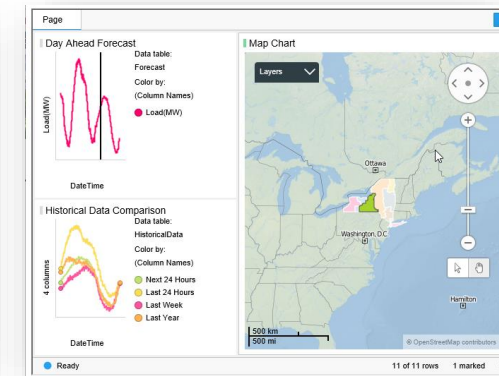 Page
Day Ahead Forecast
Data table:
Forecast
Color by:
(Column Names)
Load(MW)
Load(MW)
DateTime
Historical Data Comparison
Data table:
HistoricalData
Color by:
(Column Names)
Next 24 Hours
Last 24 Hours
Last Week
Last Year
4 columns
DateTime
Map Chart
Layers
Ottawa
Washington, D.C.
Hamilton
500 km
500 mi
© OpenStreetMap contributors
Ready
11 of 11 rows 1 marked